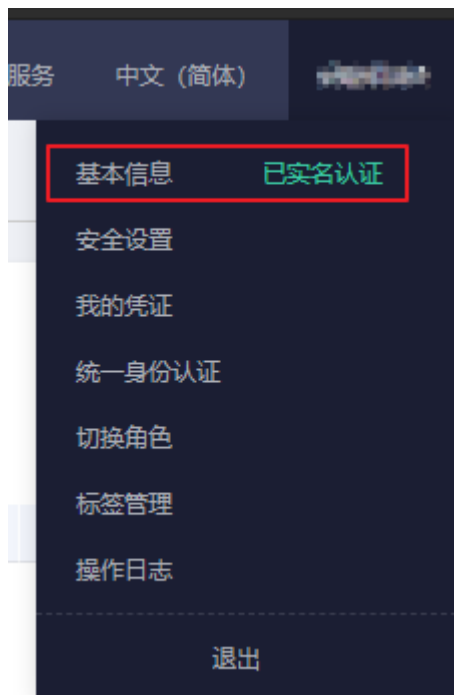 服务 中文（简体）
基本信息 已实名认证
安全设置
我的凭证
统一身份认证
切换角色
标签管理
操作日志
退出